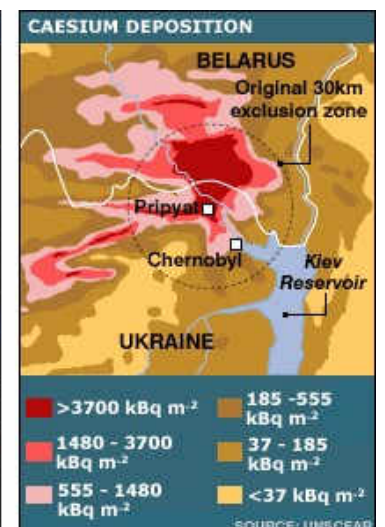 CAESIUM DEPOSITION
BELARUS
Original 30km
exclusion zone
Pripyat
Chernobyl
Kiev
Reservoir
UKRAINE
>3700 kBq m⁻²
1480 - 3700
kBq m⁻²
555 - 1480
kBq m⁻²
185 -555
kBq m⁻²
37 - 185
kBq m⁻²
<37 kBq m⁻²
SOURCE: UNSCEAR